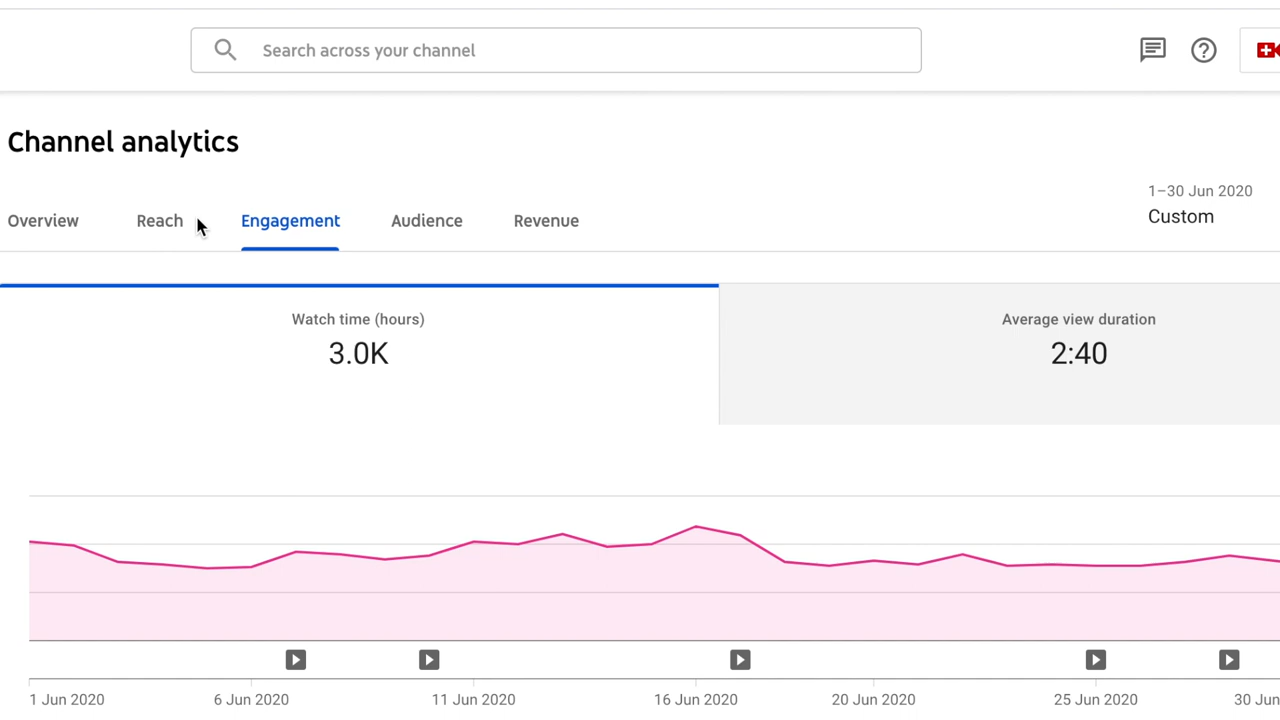 Search across your channel
Channel analytics
1–30 Jun 2020
Custom
Overview Reach Engagement Audience Revenue
Watch time (hours)
3.0K
Average view duration
2:40
1 Jun 2020 6 Jun 2020 11 Jun 2020 16 Jun 2020 20 Jun 2020 25 Jun 2020 30 Jun